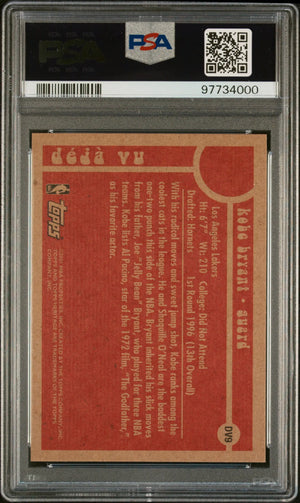 PSA
PSA
97734000
kobe bryant • guard
DV9
Los Angeles Lakers
Ht: 6'7" Wt: 210 College: Did Not Attend
Drafted: Hornets 1st Round 1996 (13th Overall)
With his radical moves and sweet jump shot, Kobe ranks among the
coolest cats in the league. He and Shaquille O'Neal are the baddest
one-two punch this side of the NBA. Bryant inherited his slick moves
from his father Joe "Jelly Bean" Bryant, who played for three NBA
teams. Kobe lists Al Pacino, star of the 1972 film, "The Godfather,"
as his favorite actor.
déjà vu
NBA
Topps